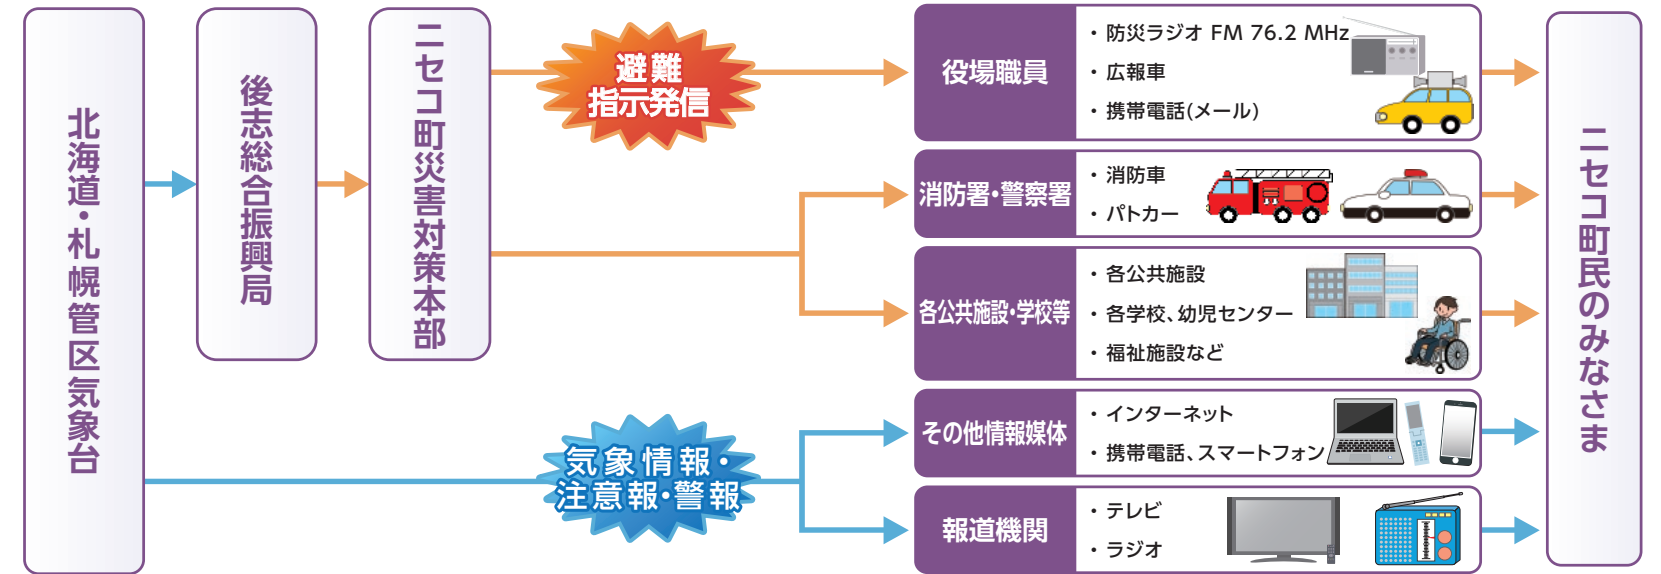 北海道・札幌管区気象台
後志総合振興局
ニセコ町災害対策本部
避難
指示発信
気象情報・
注意報・警報
役場職員
・防災ラジオ FM 76.2 MHz
・広報車
・携帯電話(メール)
消防署・警察署
・消防車
・パトカー
各公共施設・学校等
・各公共施設
・各学校、幼児センター
・福祉施設など
その他情報媒体
・インターネット
・携帯電話、スマートフォン
報道機関
・テレビ
・ラジオ
ニセコ町民のみなさま